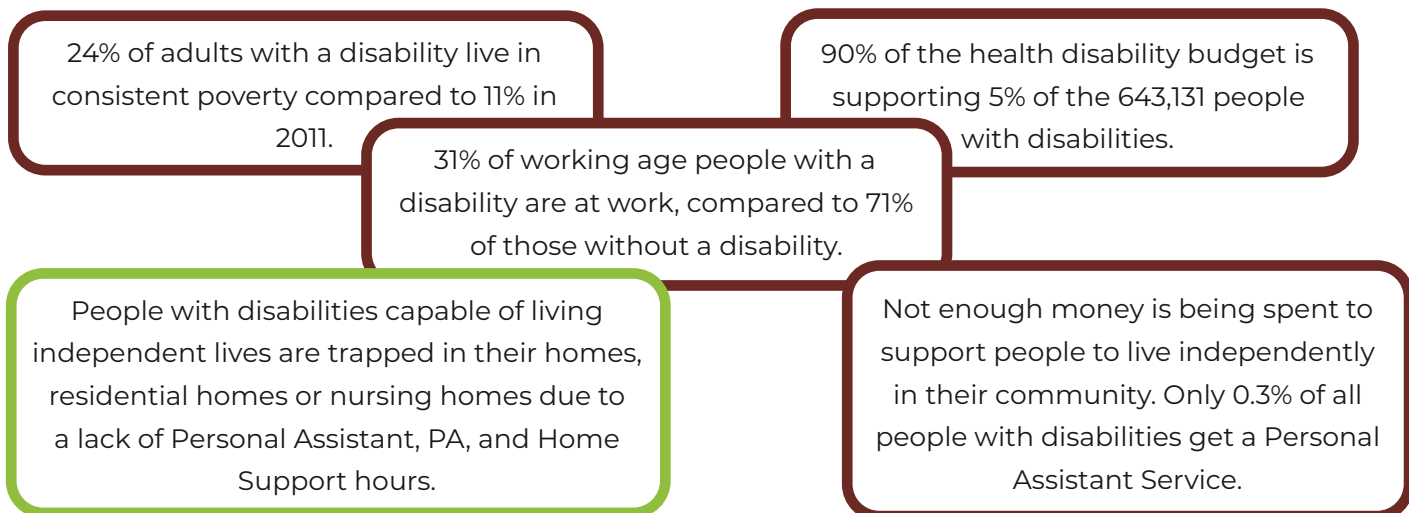 24% of adults with a disability live in
consistent poverty compared to 11% in
2011.
90% of the health disability budget is
supporting 5% of the 643,131 people
with disabilities.
31% of working age people with a
disability are at work, compared to 71%
of those without a disability.
People with disabilities capable of living
independent lives are trapped in their homes,
residential homes or nursing homes due to
a lack of Personal Assistant, PA, and Home
Support hours.
Not enough money is being spent to
support people to live independently
in their community. Only 0.3% of all
people with disabilities get a Personal
Assistant Service.